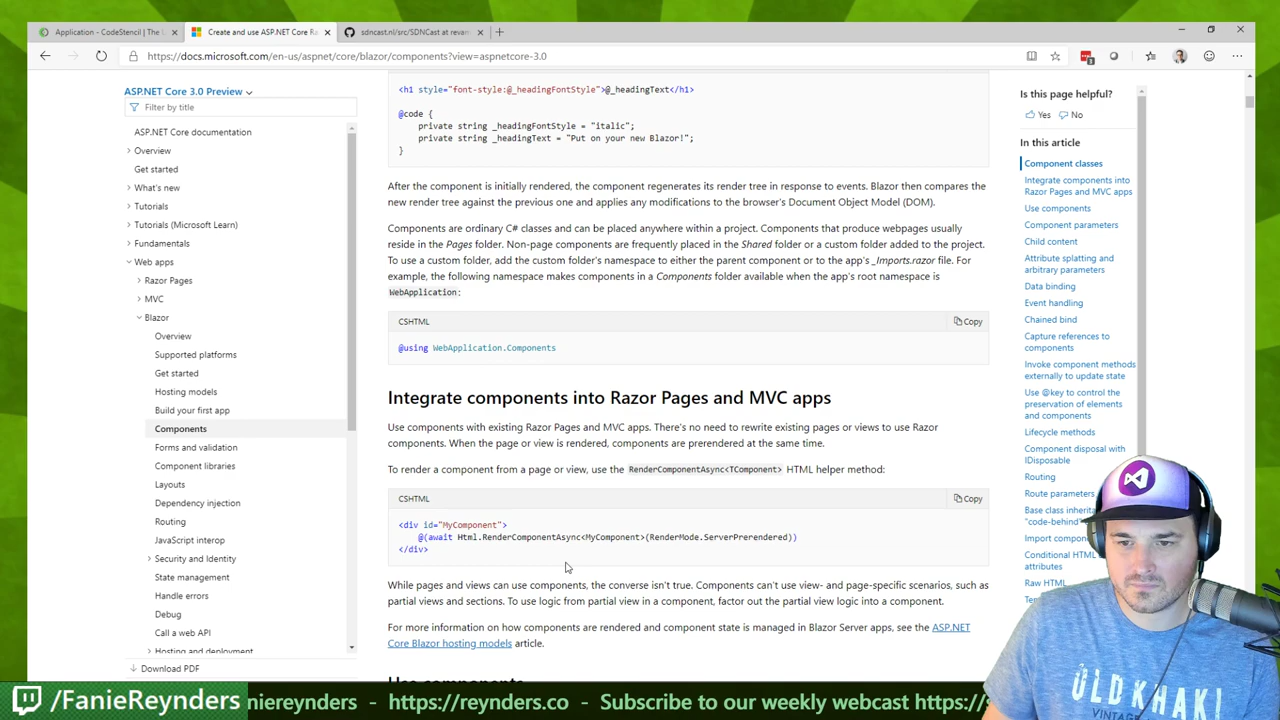 Application - CodeStencil | The U
Create and use ASP.NET Core Ra
sdncast.nl/src/SDNCast at revam
https://docs.microsoft.com/en-us/aspnet/core/blazor/components?view=aspnetcore-3.0
ASP.NET Core 3.0 Preview
Filter by title
ASP.NET Core documentation
Overview
Get started
What's new
Tutorials
Tutorials (Microsoft Learn)
Fundamentals
Web apps
Razor Pages
MVC
Blazor
Overview
Supported platforms
Get started
Hosting models
Build your first app
Components
Forms and validation
Component libraries
Layouts
Dependency injection
Routing
JavaScript interop
Security and Identity
State management
Handle errors
Debug
Call a web API
Hosting and deployment
Download PDF
<h1 style="font-style:@_headingFontStyle">@_headingText</h1>
@code {
private string _headingFontStyle = "italic";
private string _headingText = "Put on your new Blazor!";
}
After the component is initially rendered, the component regenerates its render tree in response to events. Blazor then compares the
new render tree against the previous one and applies any modifications to the browser's Document Object Model (DOM).
Components are ordinary C# classes and can be placed anywhere within a project. Components that produce webpages usually
reside in the Pages folder. Non-page components are frequently placed in the Shared folder or a custom folder added to the project.
To use a custom folder, add the custom folder's namespace to either the parent component or to the app's _Imports.razor file. For
example, the following namespace makes components in a Components folder available when the app's root namespace is
WebApplication:
CSHTML
Copy
@using WebApplication.Components
Integrate components into Razor Pages and MVC apps
Use components with existing Razor Pages and MVC apps. There's no need to rewrite existing pages or views to use Razor
components. When the page or view is rendered, components are prerendered at the same time.
To render a component from a page or view, use the RenderComponentAsync<TComponent> HTML helper method:
CSHTML
Copy
<div id="MyComponent">
@(await Html.RenderComponentAsync<MyComponent>(RenderMode.ServerPrerendered))
</div>
While pages and views can use components, the converse isn't true. Components can't use view- and page-specific scenarios, such as
partial views and sections. To use logic from partial view in a component, factor out the partial view logic into a component.
For more information on how components are rendered and component state is managed in Blazor Server apps, see the ASP.NET
Core Blazor hosting models article.
Is this page helpful?
Yes No
In this article
Component classes
Integrate components into
Razor Pages and MVC apps
Use components
Component parameters
Child content
Attribute splatting and
arbitrary parameters
Data binding
Event handling
Chained bind
Capture references to
components
Invoke component methods
externally to update state
Use @key to control the
preservation of elements
and components
Lifecycle methods
Component disposal with
IDisposable
Routing
Route parameters
Base class
"code-behind"
Import
Conditional HTML
attributes
Raw HTML
OLD KHAKI
VINTAGE
/FanieReynders
niereynders - https://reynders.co - Subscribe to our weekly webcast https://s